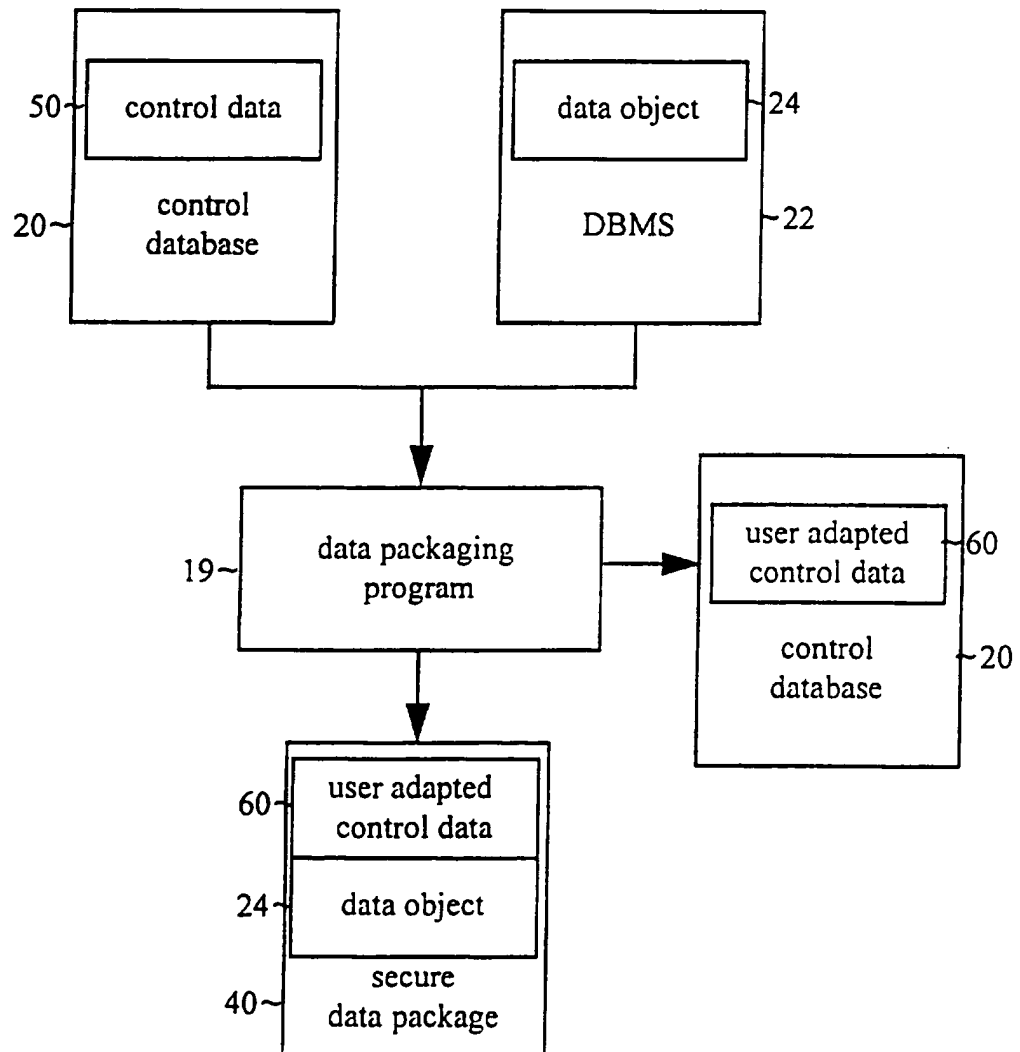 50~ control data
data object ~24
20~ control
database
DBMS ~22
19~ data packaging
program
user adapted ~60
control data
control ~20
database
60~ user adapted
control data
24~ data object
secure
40~ data package